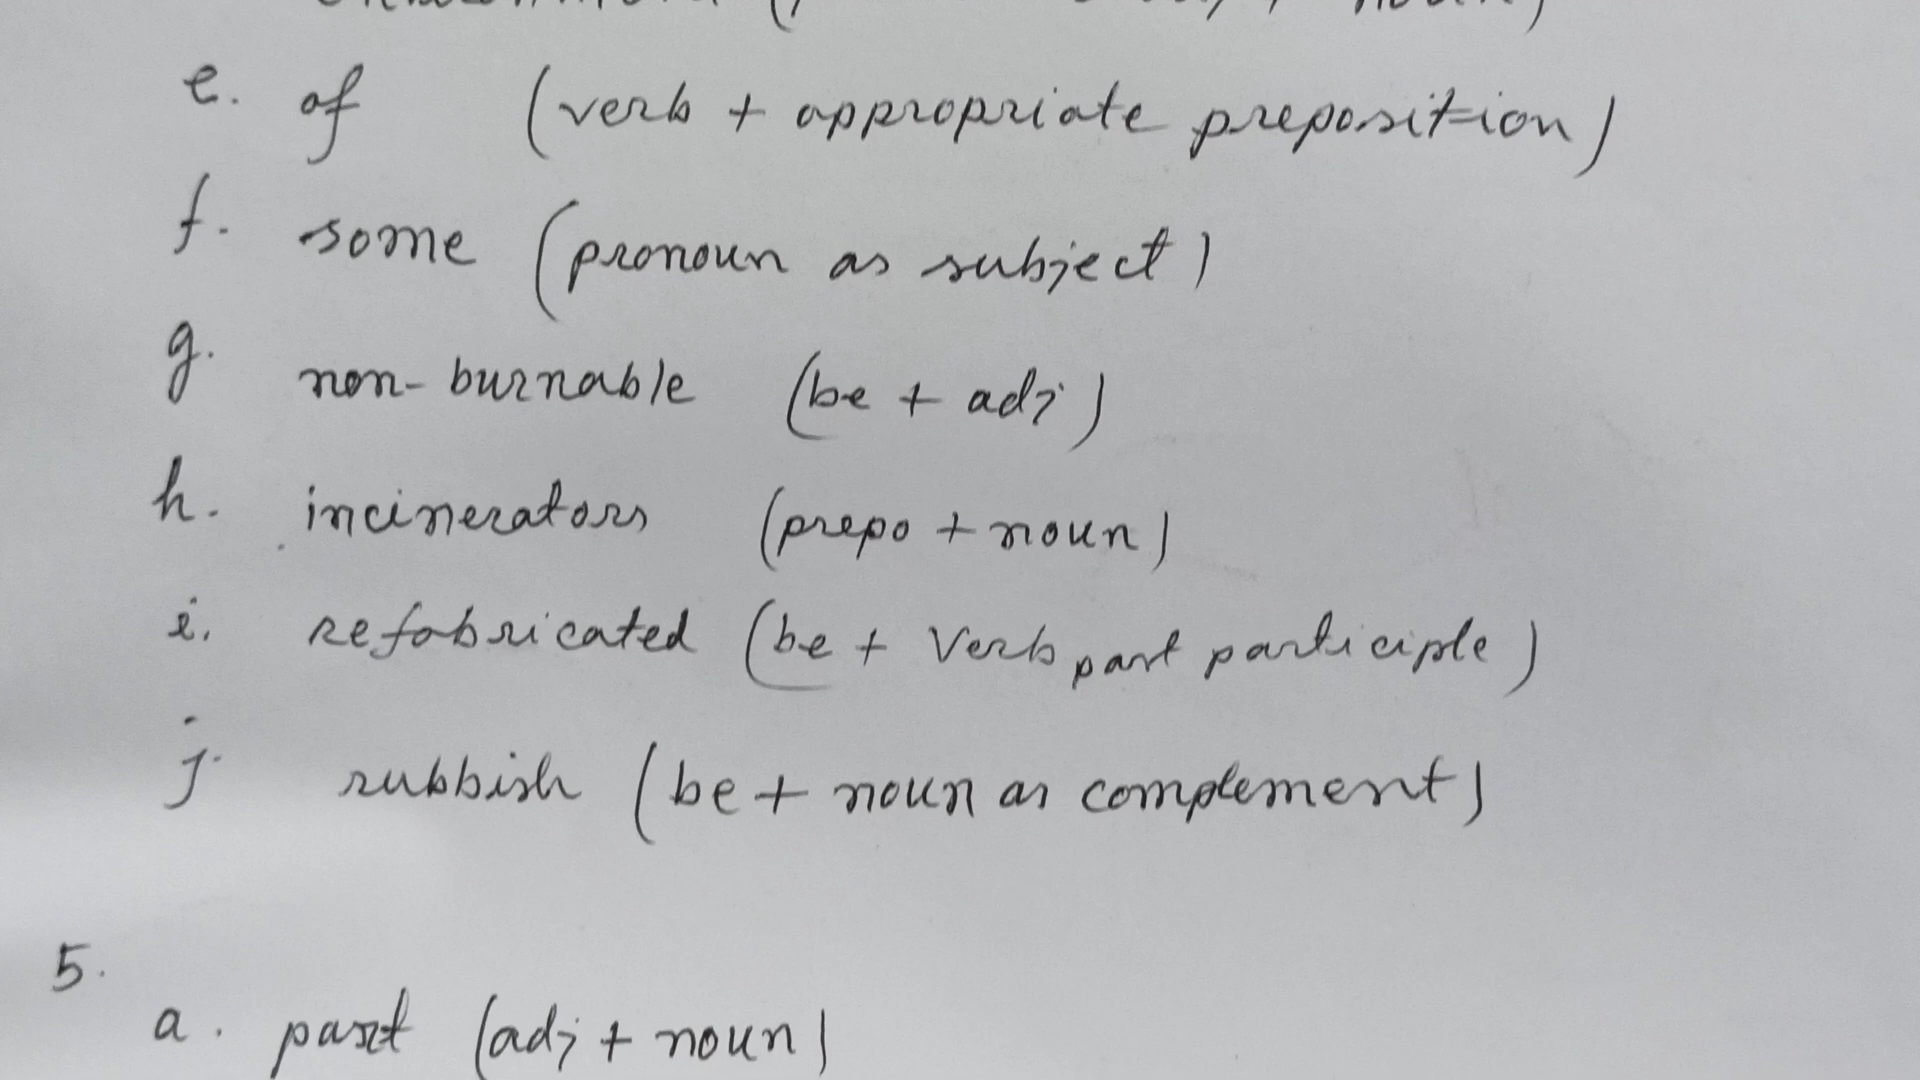 e. of (verb + appropriate preposition)
f. some (pronoun as subject)
g. non-burnable (be + adj)
h. incinerators (prepo + noun)
i. refabricated (be + Verb past participle)
j. rubbish (be + noun as complement)
5.
a. part (adj + noun)